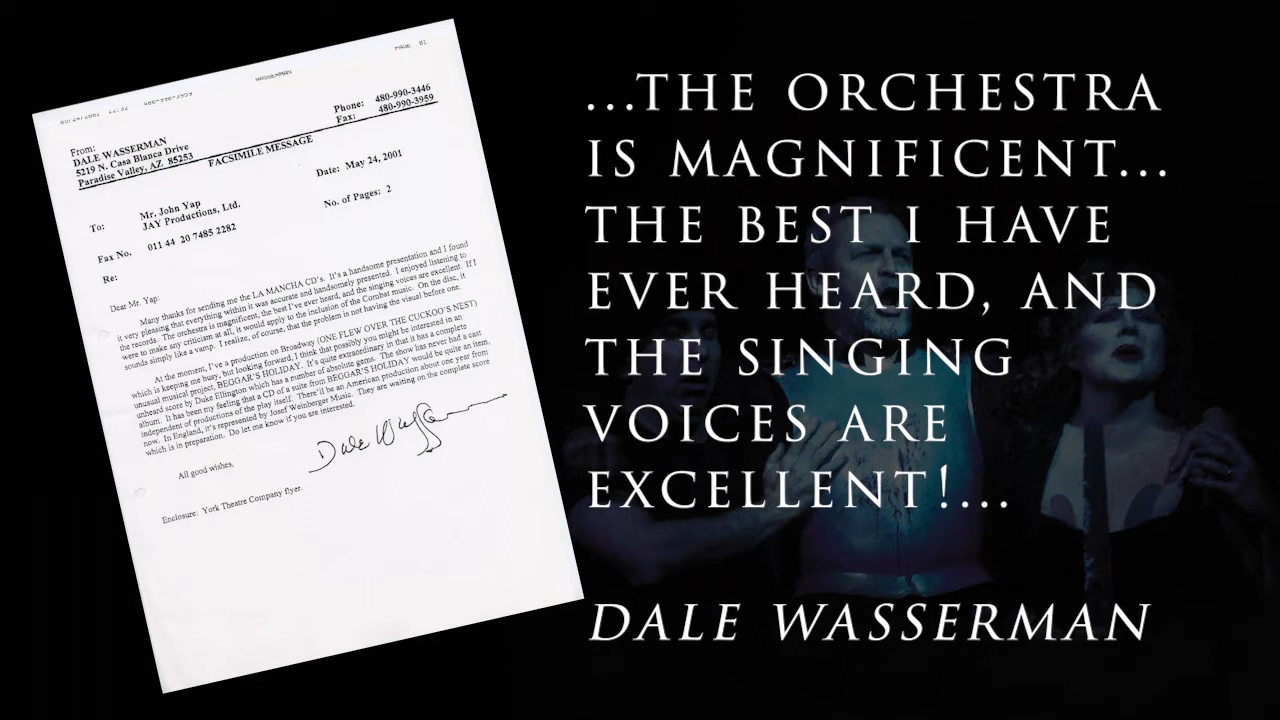 PAGE 01
WASSERMAN
From:
DALE WASSERMAN
5219 N. Casa Blanca Drive
Paradise Valley, AZ. 85253
Phone: 480-990-3446
Fax: 480-990-3959
FACSIMILE MESSAGE
Date: May 24, 2001
To: Mr. John Yap
JAY Productions, Ltd.
No. of Pages: 2
Fax No. 011 44 20 7485 2282
Re:
Dear Mr. Yap:
Many thanks for sending me the LA MANCHA CD's. It's a handsome presentation and I found
it very pleasing that everything within it was accurate and handsomely presented. I enjoyed listening to
the records. The orchestra is magnificent, the best I've ever heard, and the singing voices are excellent. If I
were to make any criticism at all, it would apply to the inclusion of the Combat music. On the disc, it
sounds simply like a vamp. I realize, of course, that the problem is not having the visual before one.
At the moment, I've a production on Broadway (ONE FLEW OVER THE CUCKOO'S NEST)
which is keeping me busy, but looking forward, I think that possibly you might be interested in an
unusual musical project, BEGGAR'S HOLIDAY. It's quite extraordinary in that it has a complete
unheard score by Duke Ellington which has a number of absolute gems. The show has never had a cast
album. It has been my feeling that a CD of a suite from BEGGAR'S HOLIDAY would be quite an item,
independent of productions of the play itself. There'll be an American production about one year from
now. In England, it's represented by Josef Weinberger Music. They are waiting on the complete score
which is in preparation. Do let me know if you are interested.
All good wishes,
Dale Wasserman
Enclosure: York Theatre Company flyer.
...THE ORCHESTRA
IS MAGNIFICENT...
THE BEST I HAVE
EVER HEARD, AND
THE SINGING
VOICES ARE
EXCELLENT!...
DALE WASSERMAN